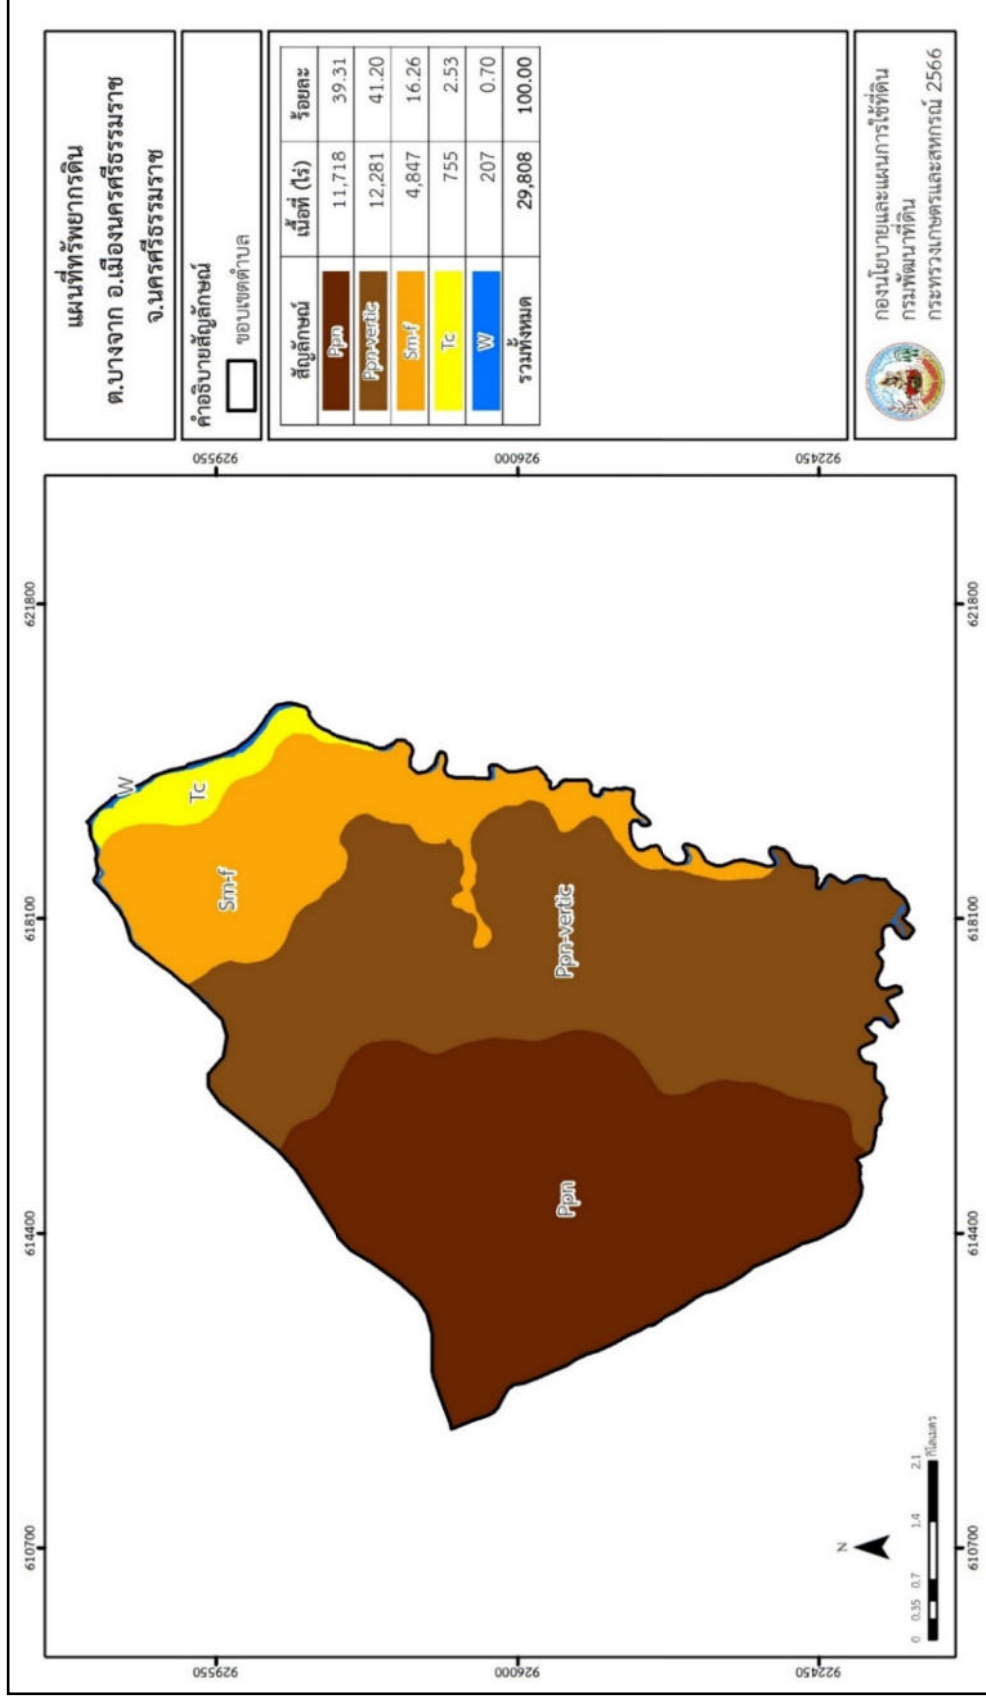 แผนที่ทรัพยากรดิน
ต.บางจาก อ.เมืองนครศรีธรรมราช
จ.นครศรีธรรมราช
คำอธิบายสัญลักษณ์
ขอบเขตตำบล
สัญลักษณ์ เนื้อที่ (ไร่) ร้อยละ
Ppn 11,718 39.31
Ppn-vertic 12,281 41.20
Sm-f 4,847 16.26
Tc 755 2.53
W 207 0.70
รวมทั้งหมด 29,808 100.00
กองนโยบายและแผนการใช้ที่ดิน
กรมพัฒนาที่ดิน
กระทรวงเกษตรและสหกรณ์ 2566
610700 614400 618100 621800
929550 929550
926000 926000
922450 922450
W
Tc
Sm-f
Ppn-vertic
Ppn
N
0 0.35 0.7 1.4 2.1
กิโลเมตร
610700 614400 618100 621800